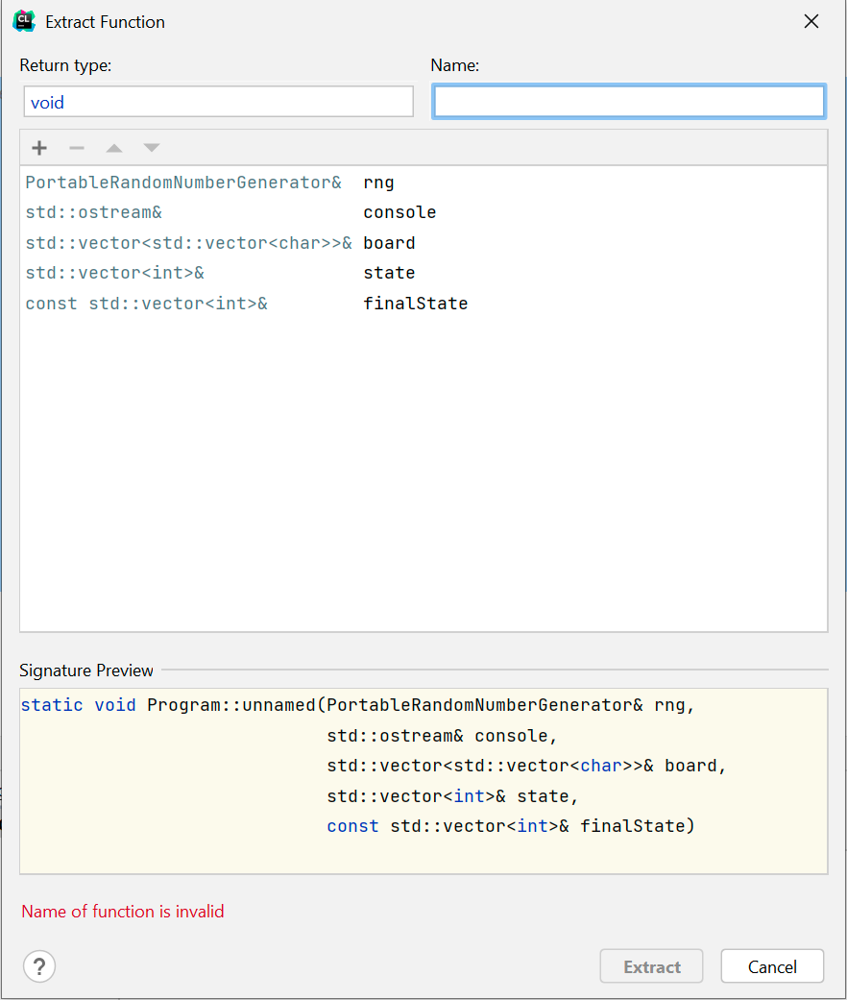 CL Extract Function
Return type: Name:
void
PortableRandomNumberGenerator& rng
std::ostream& console
std::vector<std::vector<char>>& board
std::vector<int>& state
const std::vector<int>& finalState
Signature Preview
static void Program::unnamed(PortableRandomNumberGenerator& rng,
std::ostream& console,
std::vector<std::vector<char>>& board,
std::vector<int>& state,
const std::vector<int>& finalState)
Name of function is invalid
? Extract Cancel